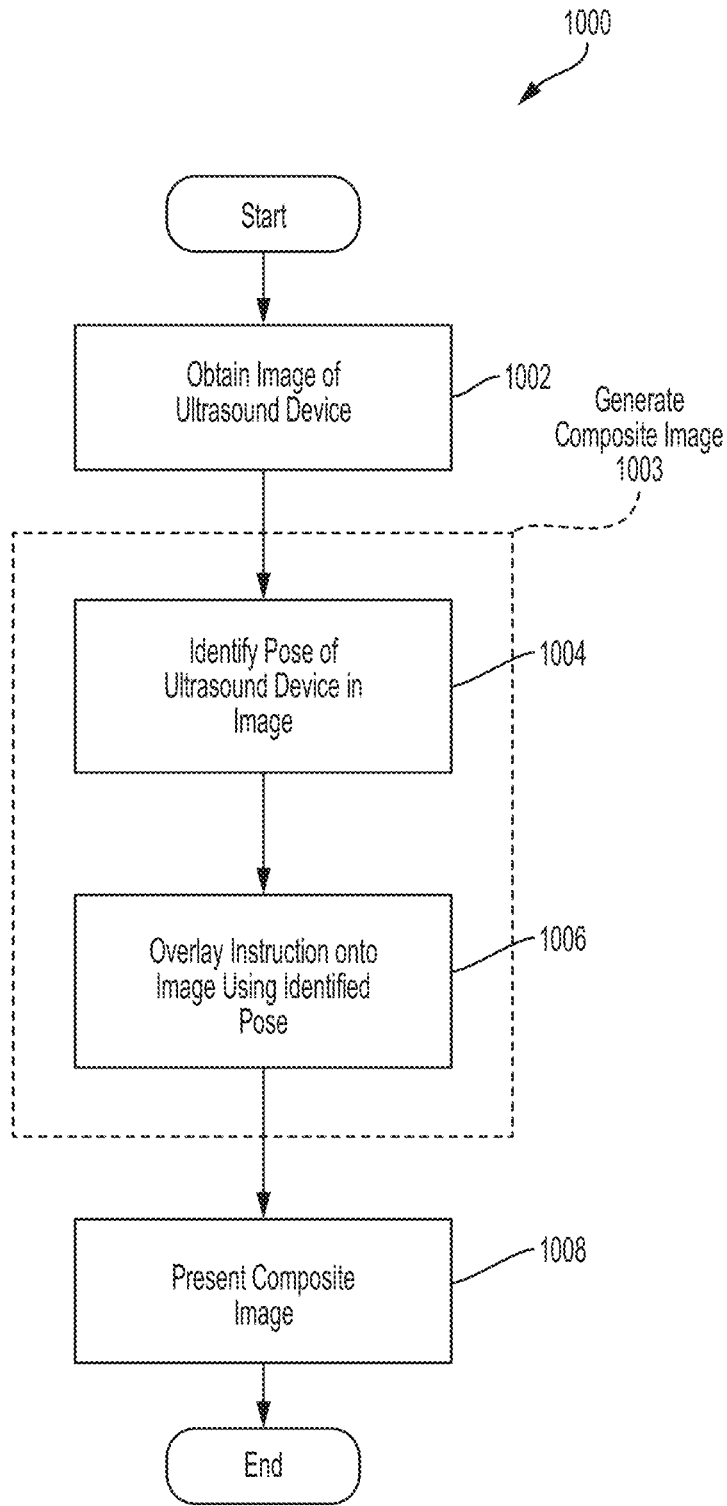 1000
Start
Obtain Image of
Ultrasound Device
1002
Generate
Composite Image
1003
Identify Pose of
Ultrasound Device in
Image
1004
Overlay Instruction onto
Image Using Identified
Pose
1006
Present Composite
Image
1008
End